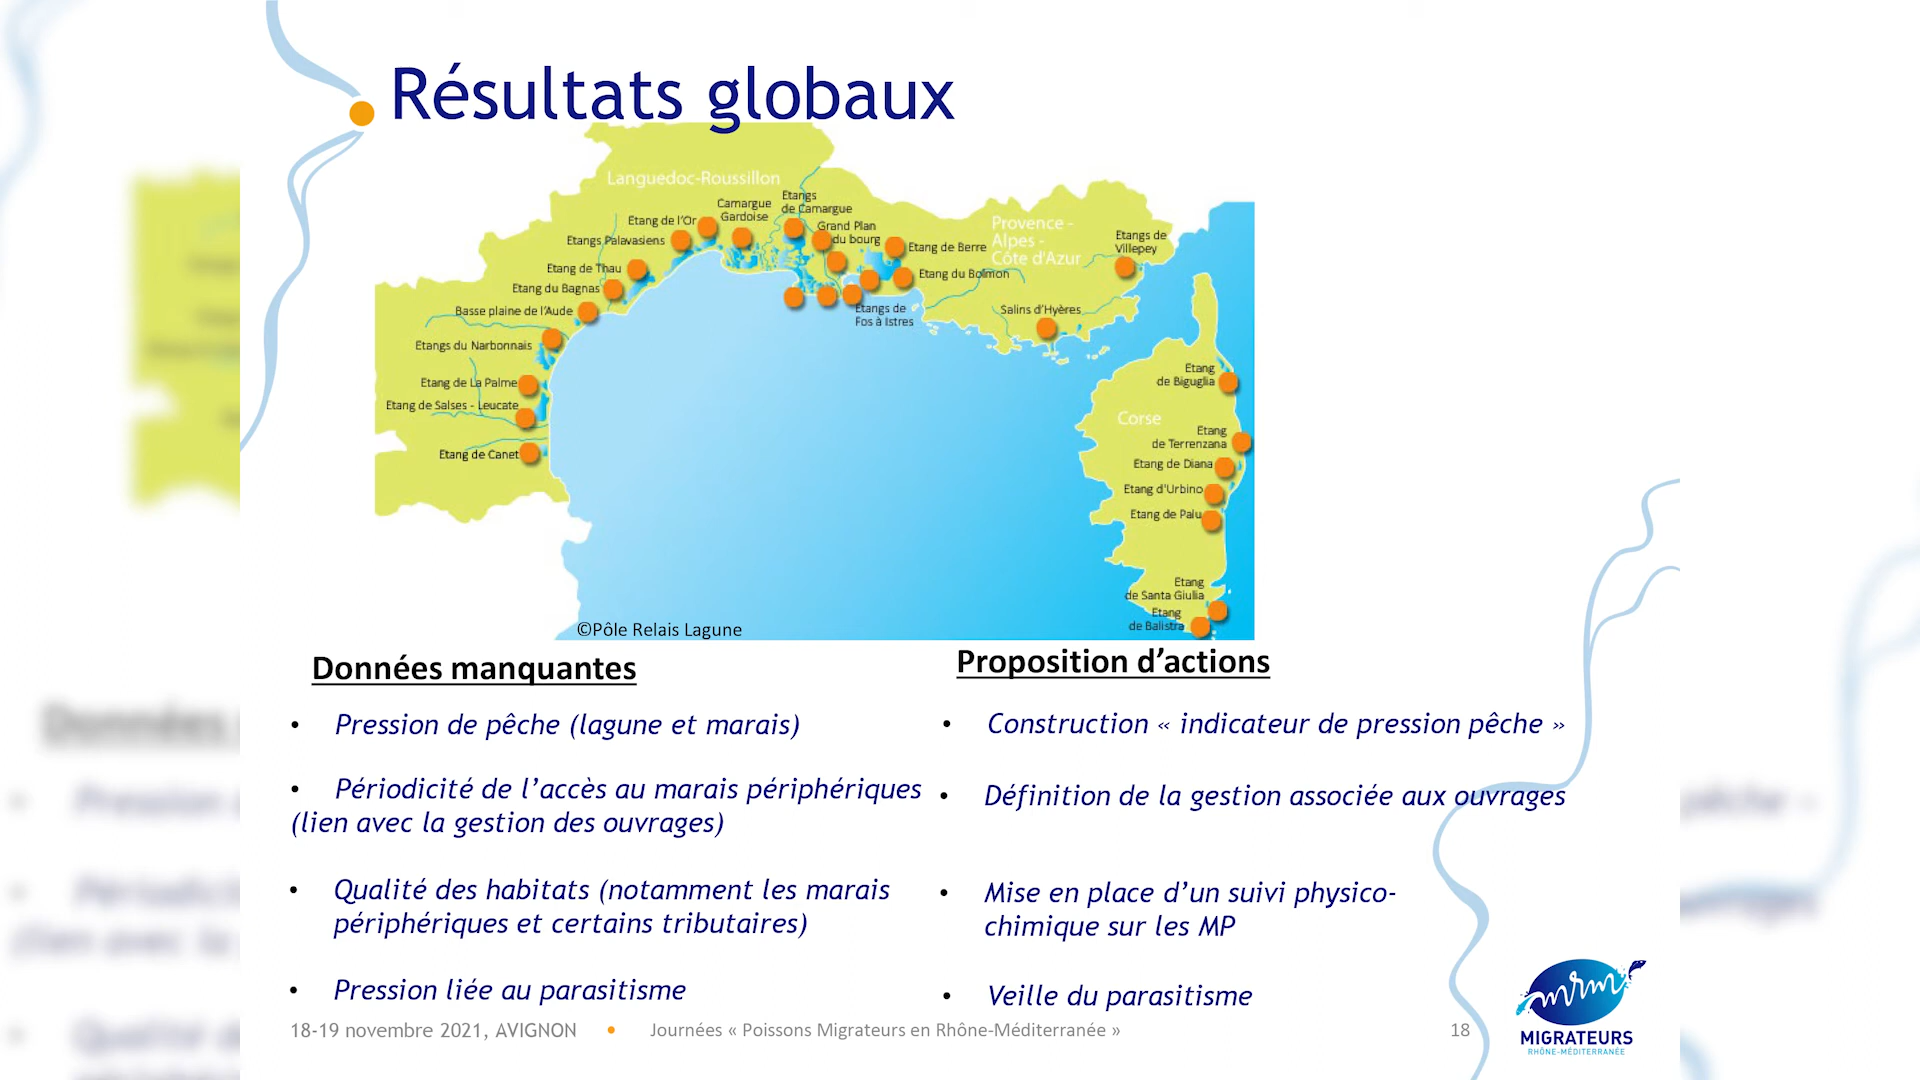 Résultats globaux
Languedoc-Roussillon
Etangs
de Camargue
Camargue
Gardoise
Etang de l'Or
Grand Plan
du bourg
Etangs Palavasiens
Etang de Berre
Provence -
Alpes -
Côte d'Azur
Etangs de
Villepey
Etang de Thau
Etang du Bolmon
Etang du Bagnas
Basse plaine de l'Aude
Etangs de
Fos à Istres
Salins d'Hyères
Etangs du Narbonnais
Etang de La Palme
Etang de Salses - Leucate
Etang de Canet
Etang
de Biguglia
Corse
Etang
de Terrenzana
Etang de Diana
Etang d'Urbino
Etang de Palu
Etang
de Santa Giulia
Etang
de Balistra
©Pôle Relais Lagune
Données manquantes
• Pression de pêche (lagune et marais)
• Périodicité de l’accès au marais périphériques
(lien avec la gestion des ouvrages)
• Qualité des habitats (notamment les marais
périphériques et certains tributaires)
• Pression liée au parasitisme
Proposition d’actions
• Construction « indicateur de pression pêche »
• Définition de la gestion associée aux ouvrages
• Mise en place d’un suivi physico-
chimique sur les MP
• Veille du parasitisme
18-19 novembre 2021, AVIGNON • Journées « Poissons Migrateurs en Rhône-Méditerranée »
18
mrm
MIGRATEURS
RHÔNE-MÉDITERRANÉE